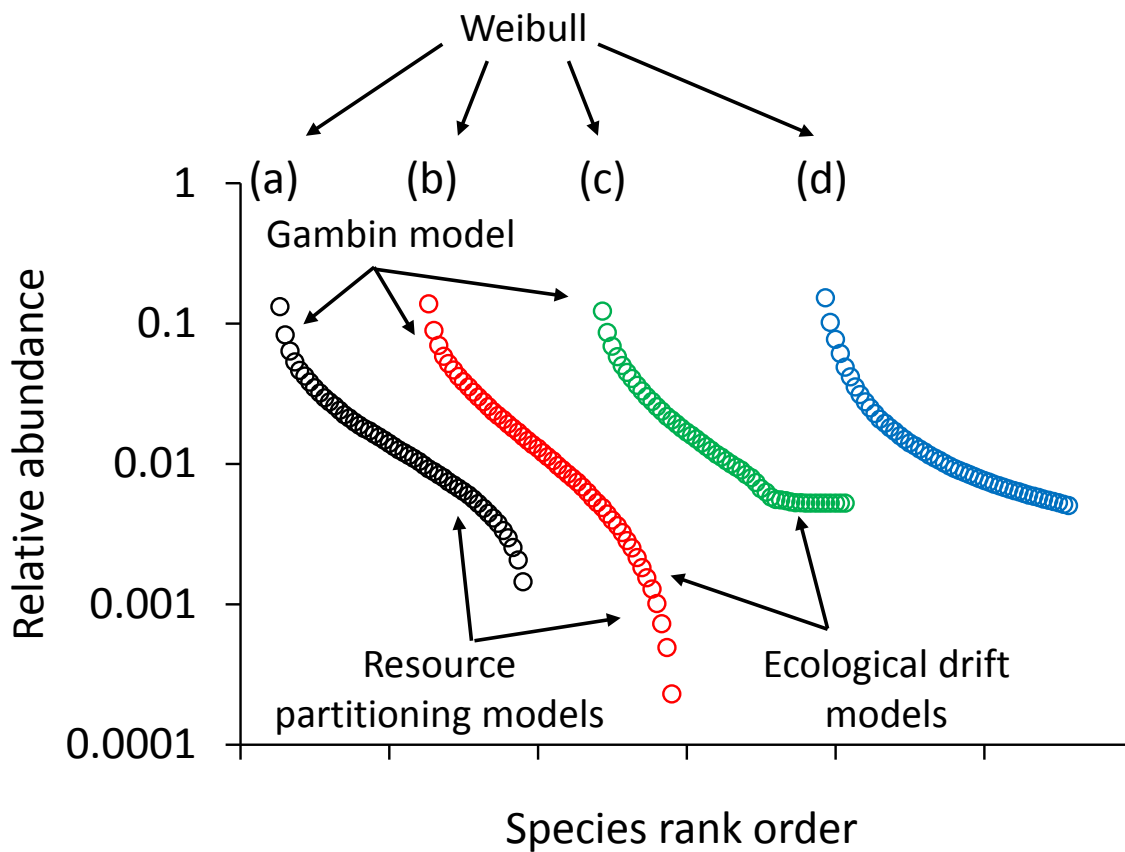 Weibull
(a)
(b)
(c)
(d)
1
Gambin model
0.1
0.01
0.001
0.0001
Relative abundance
Resource
partitioning models
Ecological drift
models
Species rank order